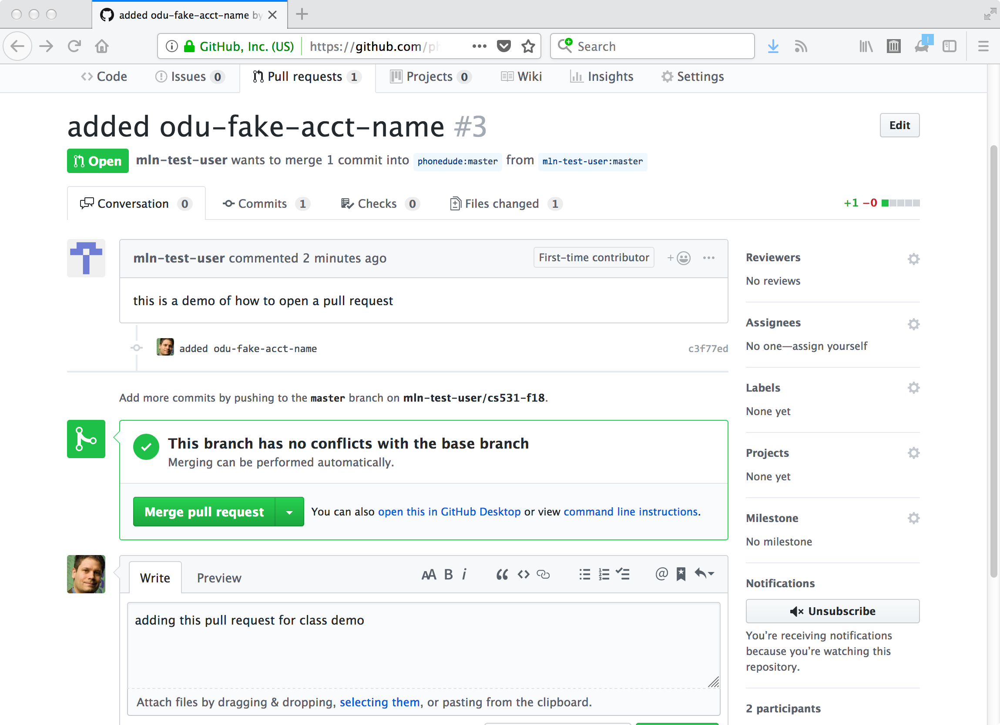 added odu-fake-acct-name by
GitHub, Inc. (US) https://github.com/ph
Search
Code Issues 0 Pull requests 1 Projects 0 Wiki Insights Settings
added odu-fake-acct-name #3
Edit
Open mln-test-user wants to merge 1 commit into phonedude:master from mln-test-user:master
Conversation 0 Commits 1 Checks 0 Files changed 1 +1 −0
mln-test-user commented 2 minutes ago First-time contributor
this is a demo of how to open a pull request
added odu-fake-acct-name c3f77ed
Add more commits by pushing to the master branch on mln-test-user/cs531-f18.
This branch has no conflicts with the base branch
Merging can be performed automatically.
Merge pull request You can also open this in GitHub Desktop or view command line instructions.
Write Preview
adding this pull request for class demo
Attach files by dragging & dropping, selecting them, or pasting from the clipboard.
Reviewers
No reviews
Assignees
No one—assign yourself
Labels
None yet
Projects
None yet
Milestone
No milestone
Notifications
Unsubscribe
You’re receiving notifications
because you’re watching this
repository.
2 participants